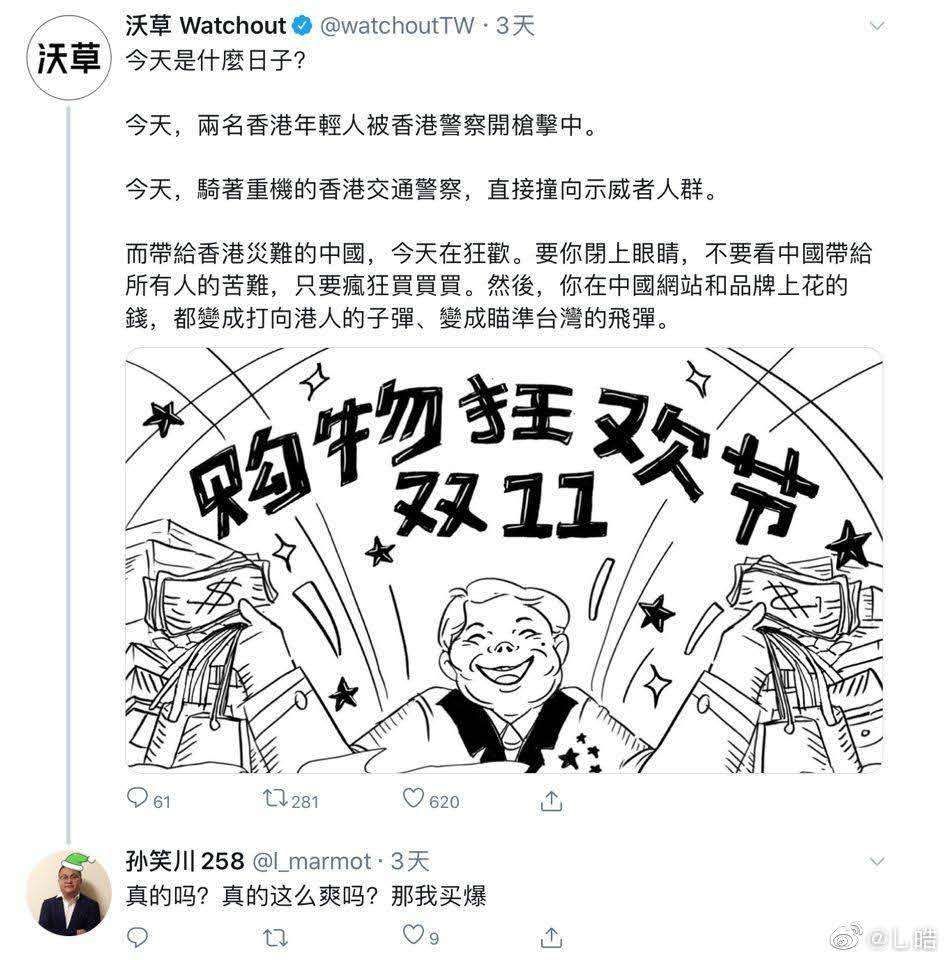 沃草
沃草 Watchout @watchoutTW · 3天
今天是什麼日子？
今天，兩名香港年輕人被香港警察開槍擊中。
今天，騎著重機的香港交通警察，直接撞向示威者人群。
而帶給香港災難的中國，今天在狂歡。要你閉上眼睛，不要看中國帶給
所有人的苦難，只要瘋狂買買買。然後，你在中國網站和品牌上花的
錢，都變成打向港人的子彈、變成瞄準台灣的飛彈。
购物狂欢节
双11
$
$
61 281 620
孙笑川258 @l_marmot · 3天
真的吗？真的这么爽吗？那我买爆
9
@乚皓